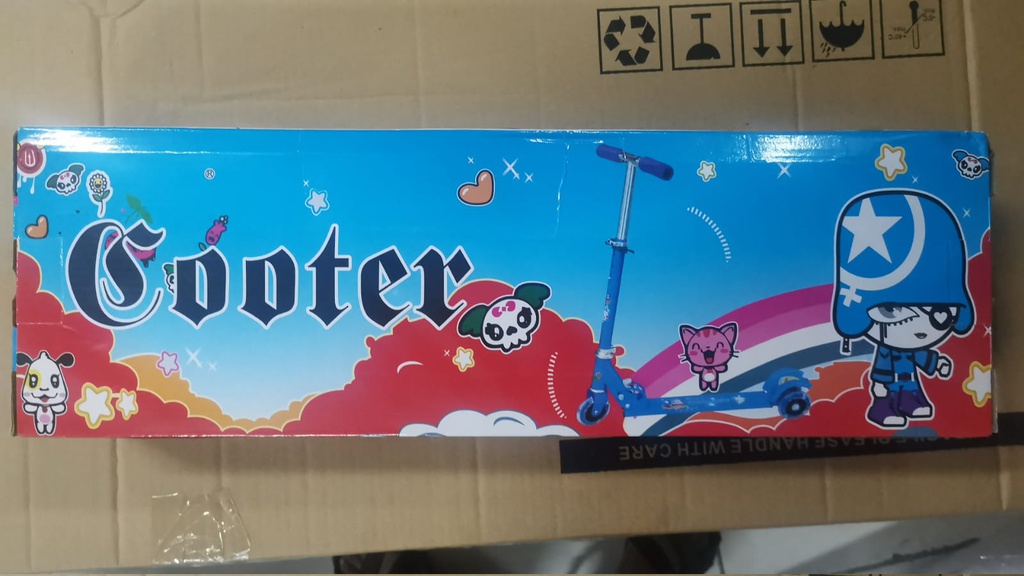 ®
Cooter
PLEASE HANDLE WITH CARE